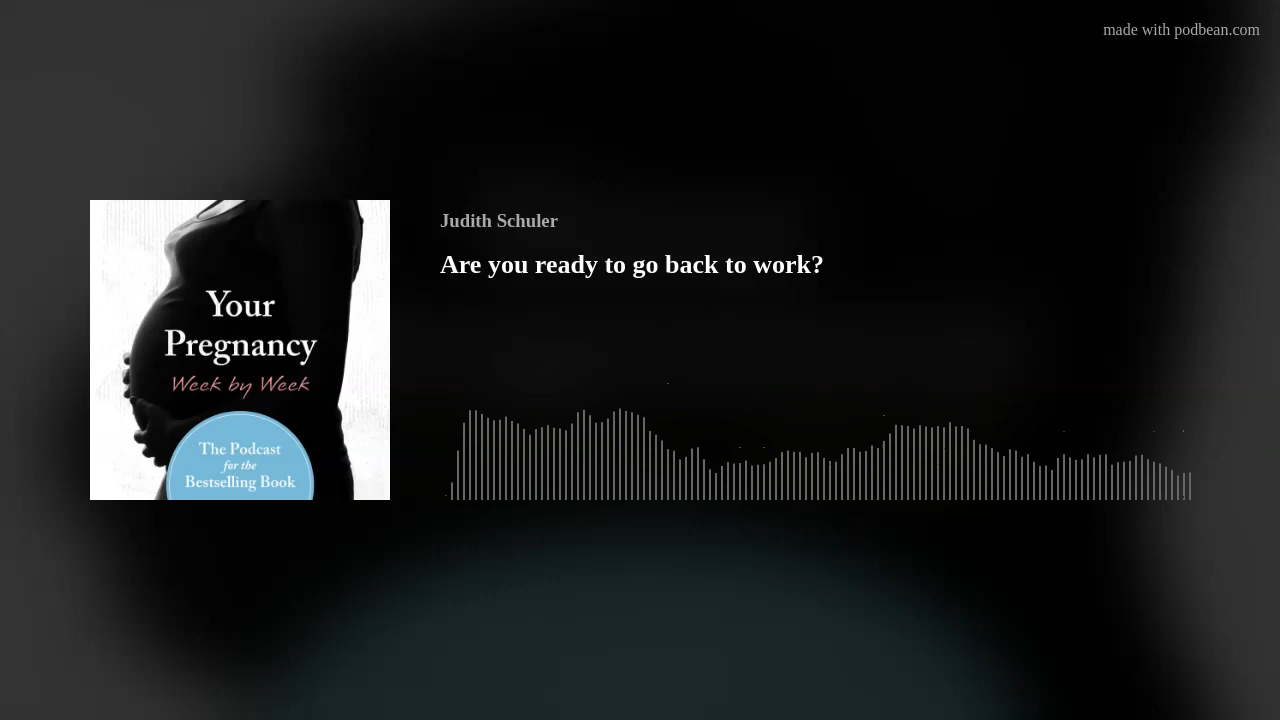 made with podbean.com
Judith Schuler
Are you ready to go back to work?
Your
Pregnancy
Week by Week
The Podcast
for the
Bestselling Book